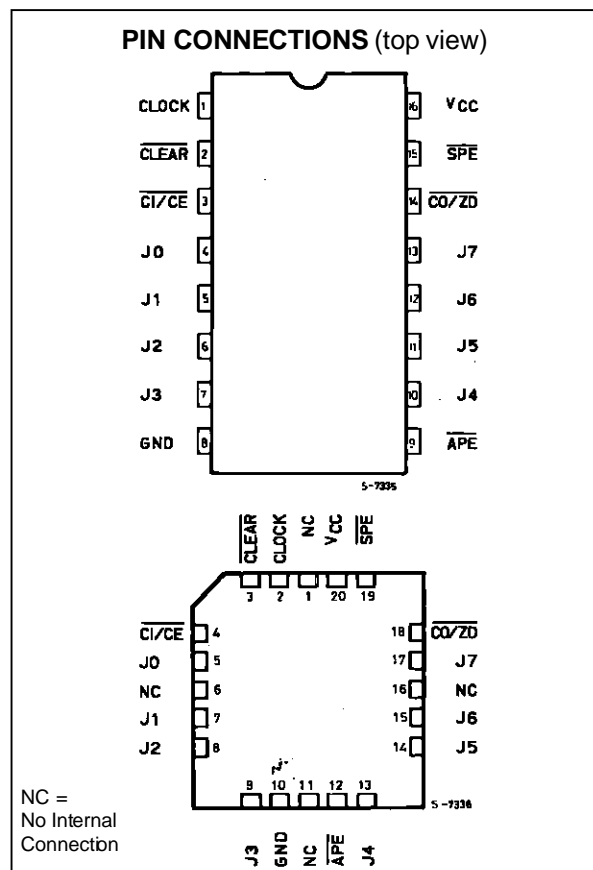 PIN CONNECTIONS (top view)
CLOCK 1 16 VCC
CLEAR 2 15 SPE
CI/CE 3 14 CO/ZD
J0 4 13 J7
J1 5 12 J6
J2 6 11 J5
J3 7 10 J4
GND 8 9 APE
S-7335
CLEAR CLOCK NC VCC SPE
3 2 1 20 19
CI/CE 4 18 CO/ZD
J0 5 17 J7
NC 6 16 NC
J1 7 15 J6
J2 8 14 J5
9 10 11 12 13
S-7336
J3 GND NC APE J4
NC =
No Internal
Connection